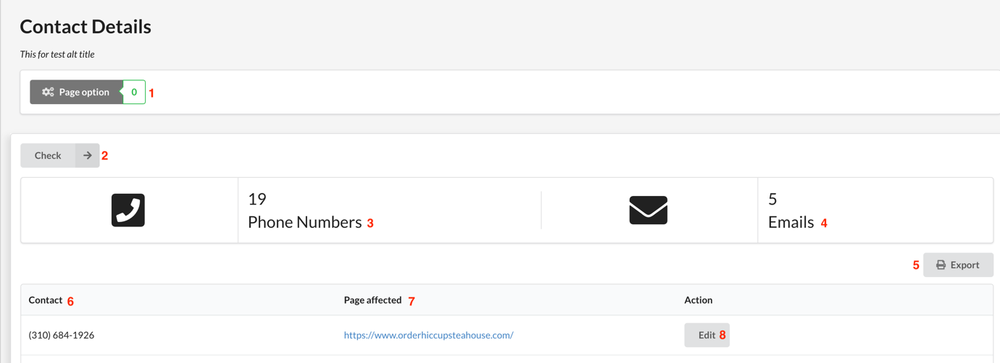 Contact Details
This for test alt title
Page option 0 1
Check 2
19
Phone Numbers 3
5
Emails 4
5 Export
Contact 6 Page affected 7 Action
(310) 684-1926 https://www.orderhiccupsteahouse.com/ Edit 8